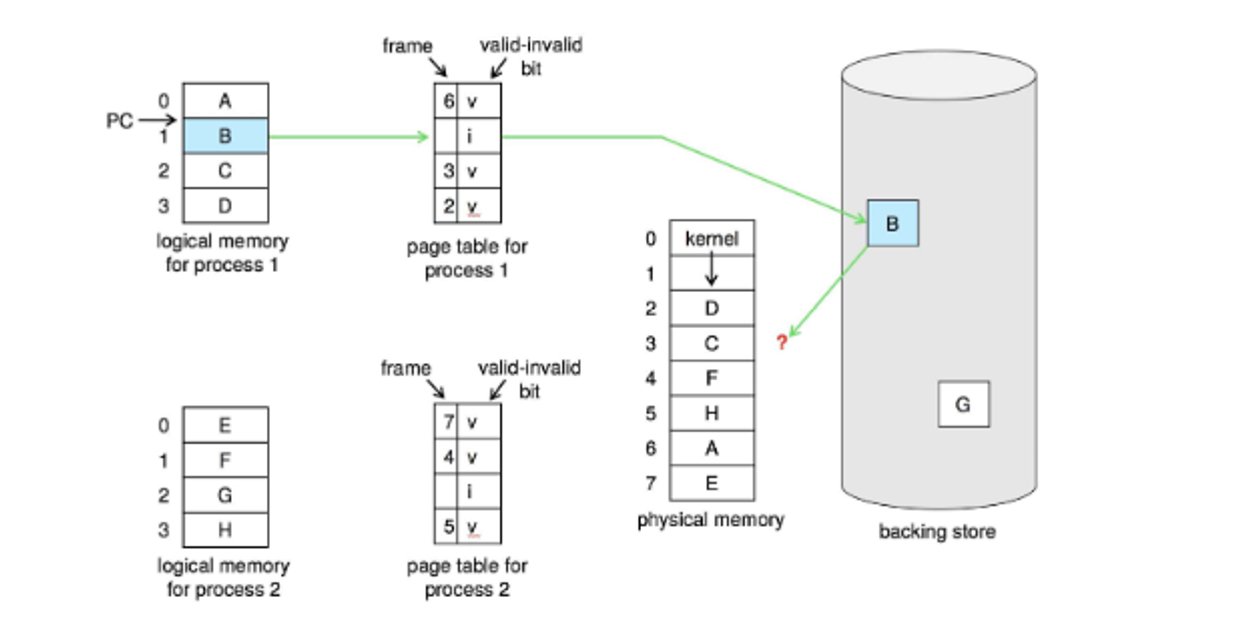 frame
valid-invalid
bit
PC
0 A
1 B
2 C
3 D
6 v
i
3 v
2 v
logical memory
for process 1
page table for
process 1
0 kernel
1
2 D
3 C
4 F
5 H
6 A
7 E
physical memory
B
?
G
backing store
frame
valid-invalid
bit
0 E
1 F
2 G
3 H
7 v
4 v
i
5 v
logical memory
for process 2
page table for
process 2